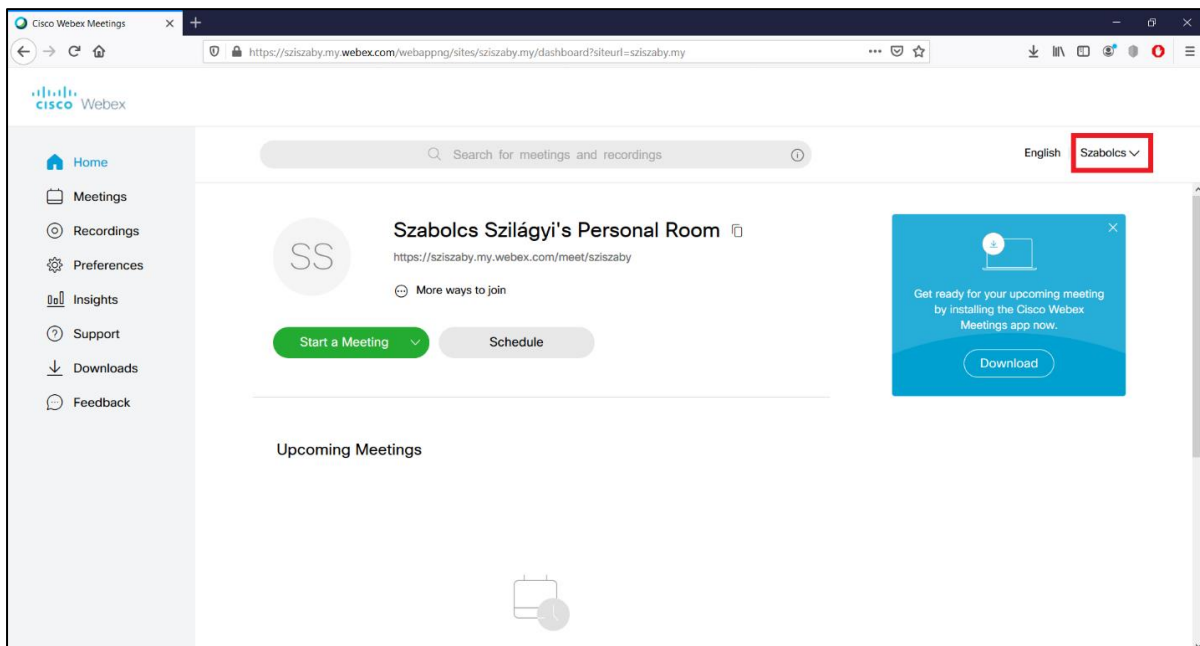 Cisco Webex Meetings
https://sziszaby.my.webex.com/webappng/sites/sziszaby.my/dashboard?siteurl=sziszaby.my
CISCO Webex
Search for meetings and recordings
English Szabolcs
Home
Meetings
Recordings
Preferences
Insights
Support
Downloads
Feedback
SS
Szabolcs Szilágyi's Personal Room
https://sziszaby.my.webex.com/meet/sziszaby
More ways to join
Start a Meeting
Schedule
Get ready for your upcoming meeting
by installing the Cisco Webex
Meetings app now.
Download
Upcoming Meetings